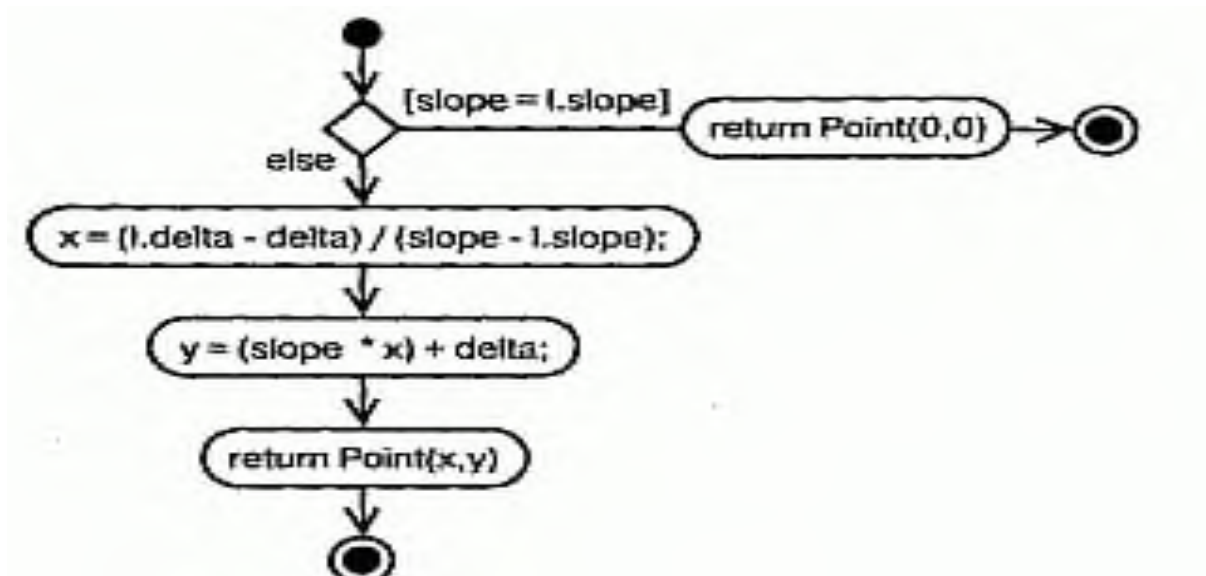 [slope = l.slope]
return Point(0,0)
else
x = (l.delta - delta) / (slope - l.slope);
y = (slope * x) + delta;
return Point(x,y)